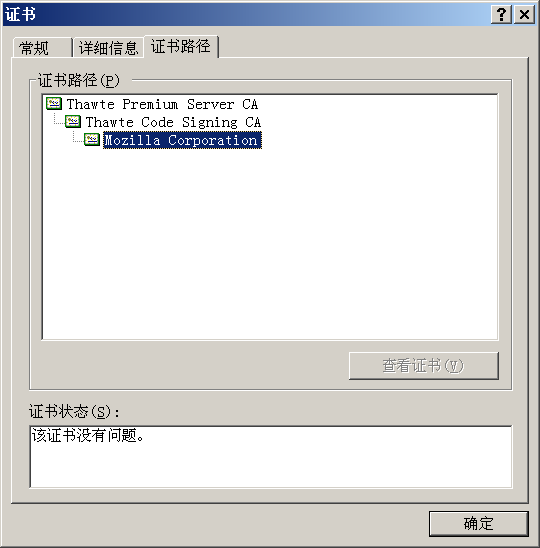 证书
常规 详细信息 证书路径
证书路径(P)
Thawte Premium Server CA
Thawte Code Signing CA
Mozilla Corporation
查看证书(V)
证书状态(S):
该证书没有问题。
确定